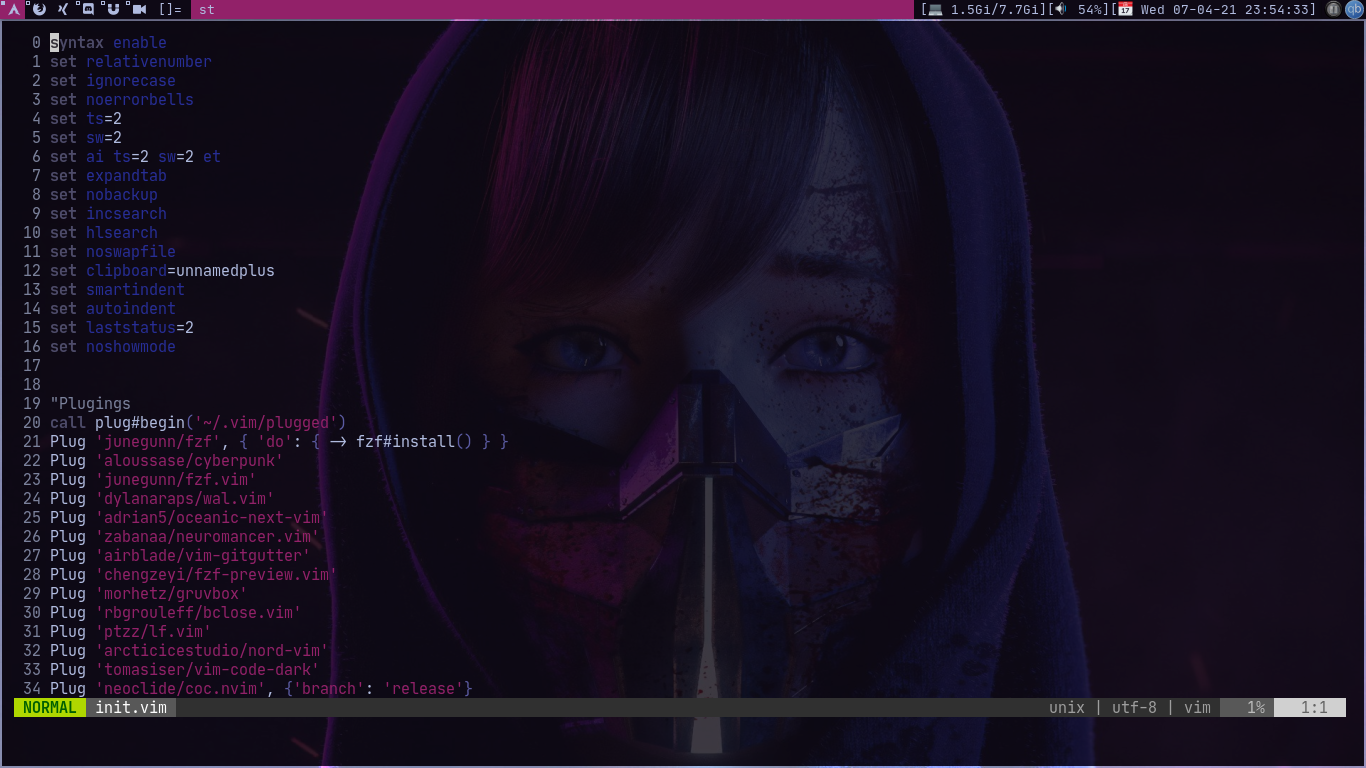 []= st [ 1.5Gi/7.7Gi][ 54%][ Wed 07-04-21 23:54:33]
0 syntax enable
1 set relativenumber
2 set ignorecase
3 set noerrorbells
4 set ts=2
5 set sw=2
6 set ai ts=2 sw=2 et
7 set expandtab
8 set nobackup
9 set incsearch
10 set hlsearch
11 set noswapfile
12 set clipboard=unnamedplus
13 set smartindent
14 set autoindent
15 set laststatus=2
16 set noshowmode
17
18
19 "Plugings
20 call plug#begin('~/.vim/plugged')
21 Plug 'junegunn/fzf', { 'do': { -> fzf#install() } }
22 Plug 'aloussase/cyberpunk'
23 Plug 'junegunn/fzf.vim'
24 Plug 'dylanaraps/wal.vim'
25 Plug 'adrian5/oceanic-next-vim'
26 Plug 'zabanaa/neuromancer.vim'
27 Plug 'airblade/vim-gitgutter'
28 Plug 'chengzeyi/fzf-preview.vim'
29 Plug 'morhetz/gruvbox'
30 Plug 'rbgrouleff/bclose.vim'
31 Plug 'ptzz/lf.vim'
32 Plug 'arcticicestudio/nord-vim'
33 Plug 'tomasiser/vim-code-dark'
34 Plug 'neoclide/coc.nvim', {'branch': 'release'}
NORMAL init.vim unix | utf-8 | vim 1% 1:1